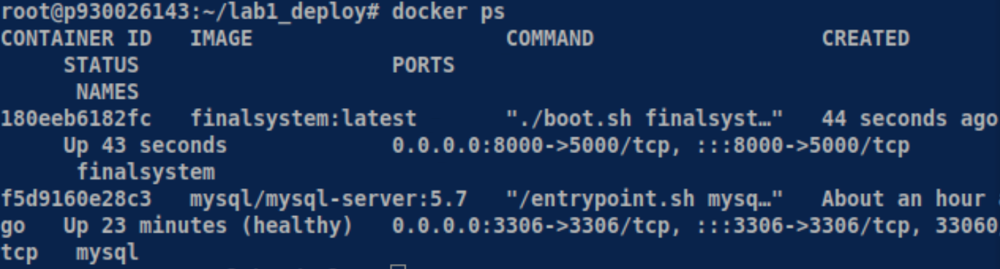 root@p930026143:~/lab1_deploy# docker ps
CONTAINER ID   IMAGE                    COMMAND                  CREATED
     STATUS                    PORTS
      NAMES
180eeb6182fc   finalsystem:latest       "./boot.sh finalsyst…"   44 seconds ago
     Up 43 seconds             0.0.0.0:8000->5000/tcp, :::8000->5000/tcp
      finalsystem
f5d9160e28c3   mysql/mysql-server:5.7   "/entrypoint.sh mysq…"   About an hour
go   Up 23 minutes (healthy)   0.0.0.0:3306->3306/tcp, :::3306->3306/tcp, 33060
tcp   mysql